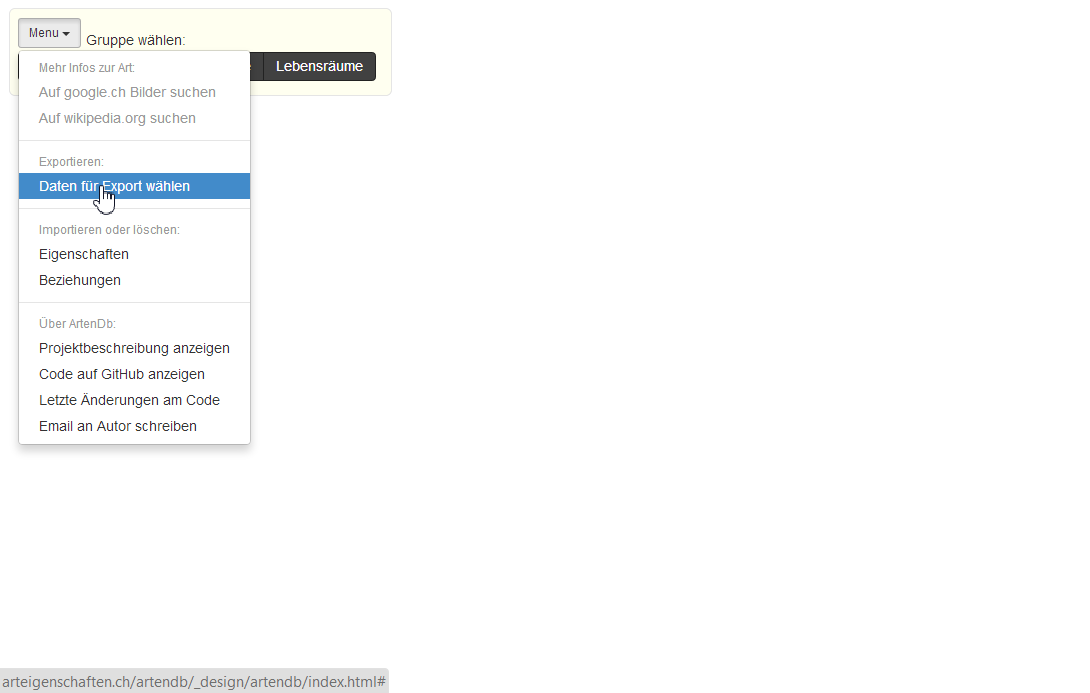 Menu
Gruppe wählen:
Lebensräume
Mehr Infos zur Art:
Auf google.ch Bilder suchen
Auf wikipedia.org suchen
Exportieren:
Daten für Export wählen
Importieren oder löschen:
Eigenschaften
Beziehungen
Über ArtenDb:
Projektbeschreibung anzeigen
Code auf GitHub anzeigen
Letzte Änderungen am Code
Email an Autor schreiben
arteigenschaften.ch/artendb/_design/artendb/index.html#